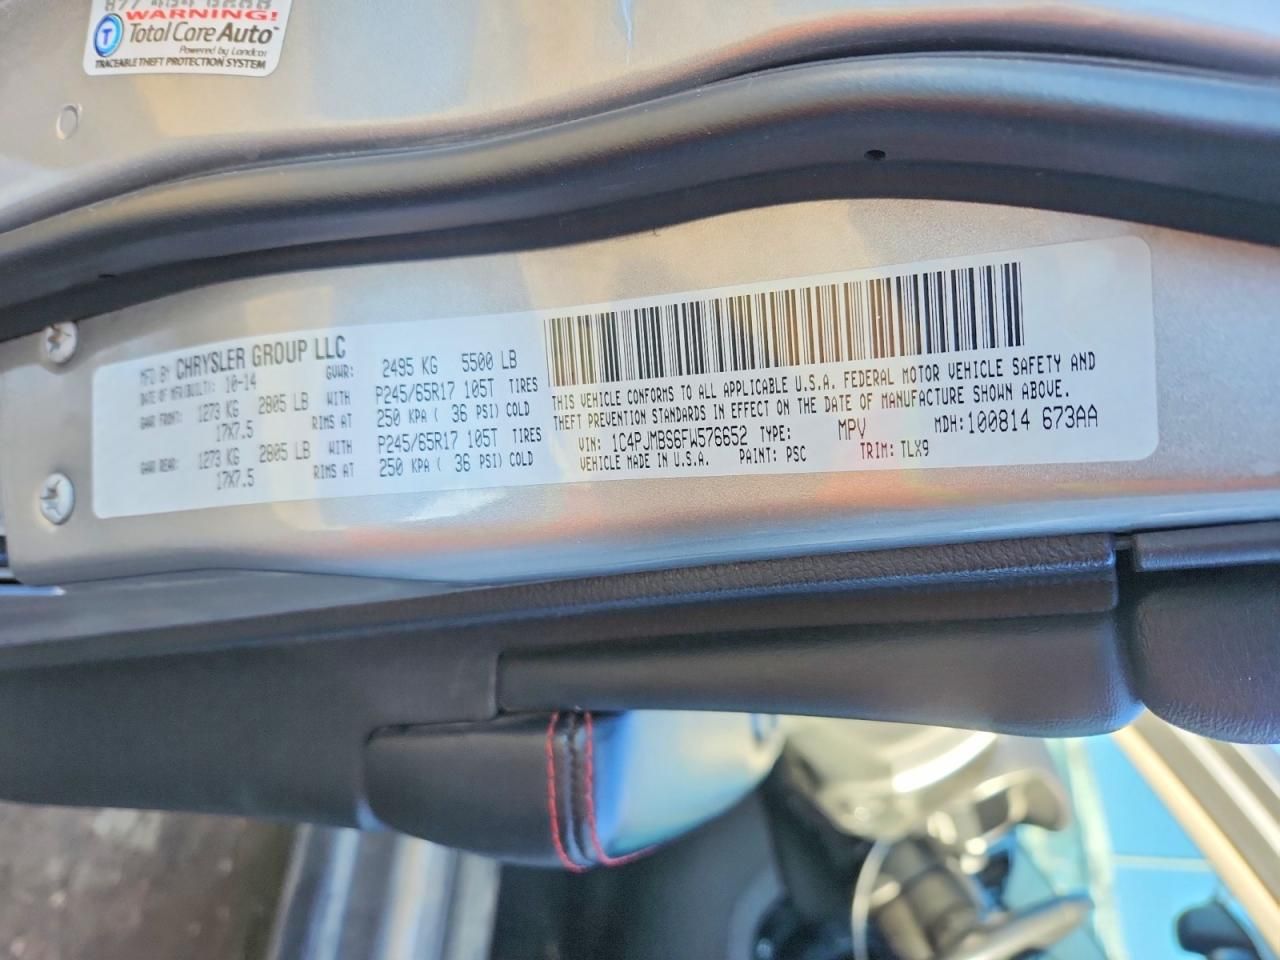 WARNING!
T Total Care Auto™
Powered by Landcar
TRACEABLE THEFT PROTECTION SYSTEM
MFD BY CHRYSLER GROUP LLC
DATE OF MFR(BUILT): 10-14 GVWR: 2495 KG 5500 LB
GAWR FRONT: 1273 KG 2805 LB WITH P245/65R17 105T TIRES
17X7.5 RIMS AT 250 KPA ( 36 PSI) COLD
GAWR REAR: 1273 KG 2805 LB WITH P245/65R17 105T TIRES
17X7.5 RIMS AT 250 KPA ( 36 PSI) COLD
THIS VEHICLE CONFORMS TO ALL APPLICABLE U.S.A. FEDERAL MOTOR VEHICLE SAFETY AND
THEFT PREVENTION STANDARDS IN EFFECT ON THE DATE OF MANUFACTURE SHOWN ABOVE.
VIN: 1C4PJMBS6FW576652 TYPE: MPV MDH: 100814 673AA
VEHICLE MADE IN U.S.A. PAINT: PSC TRIM: TLX9